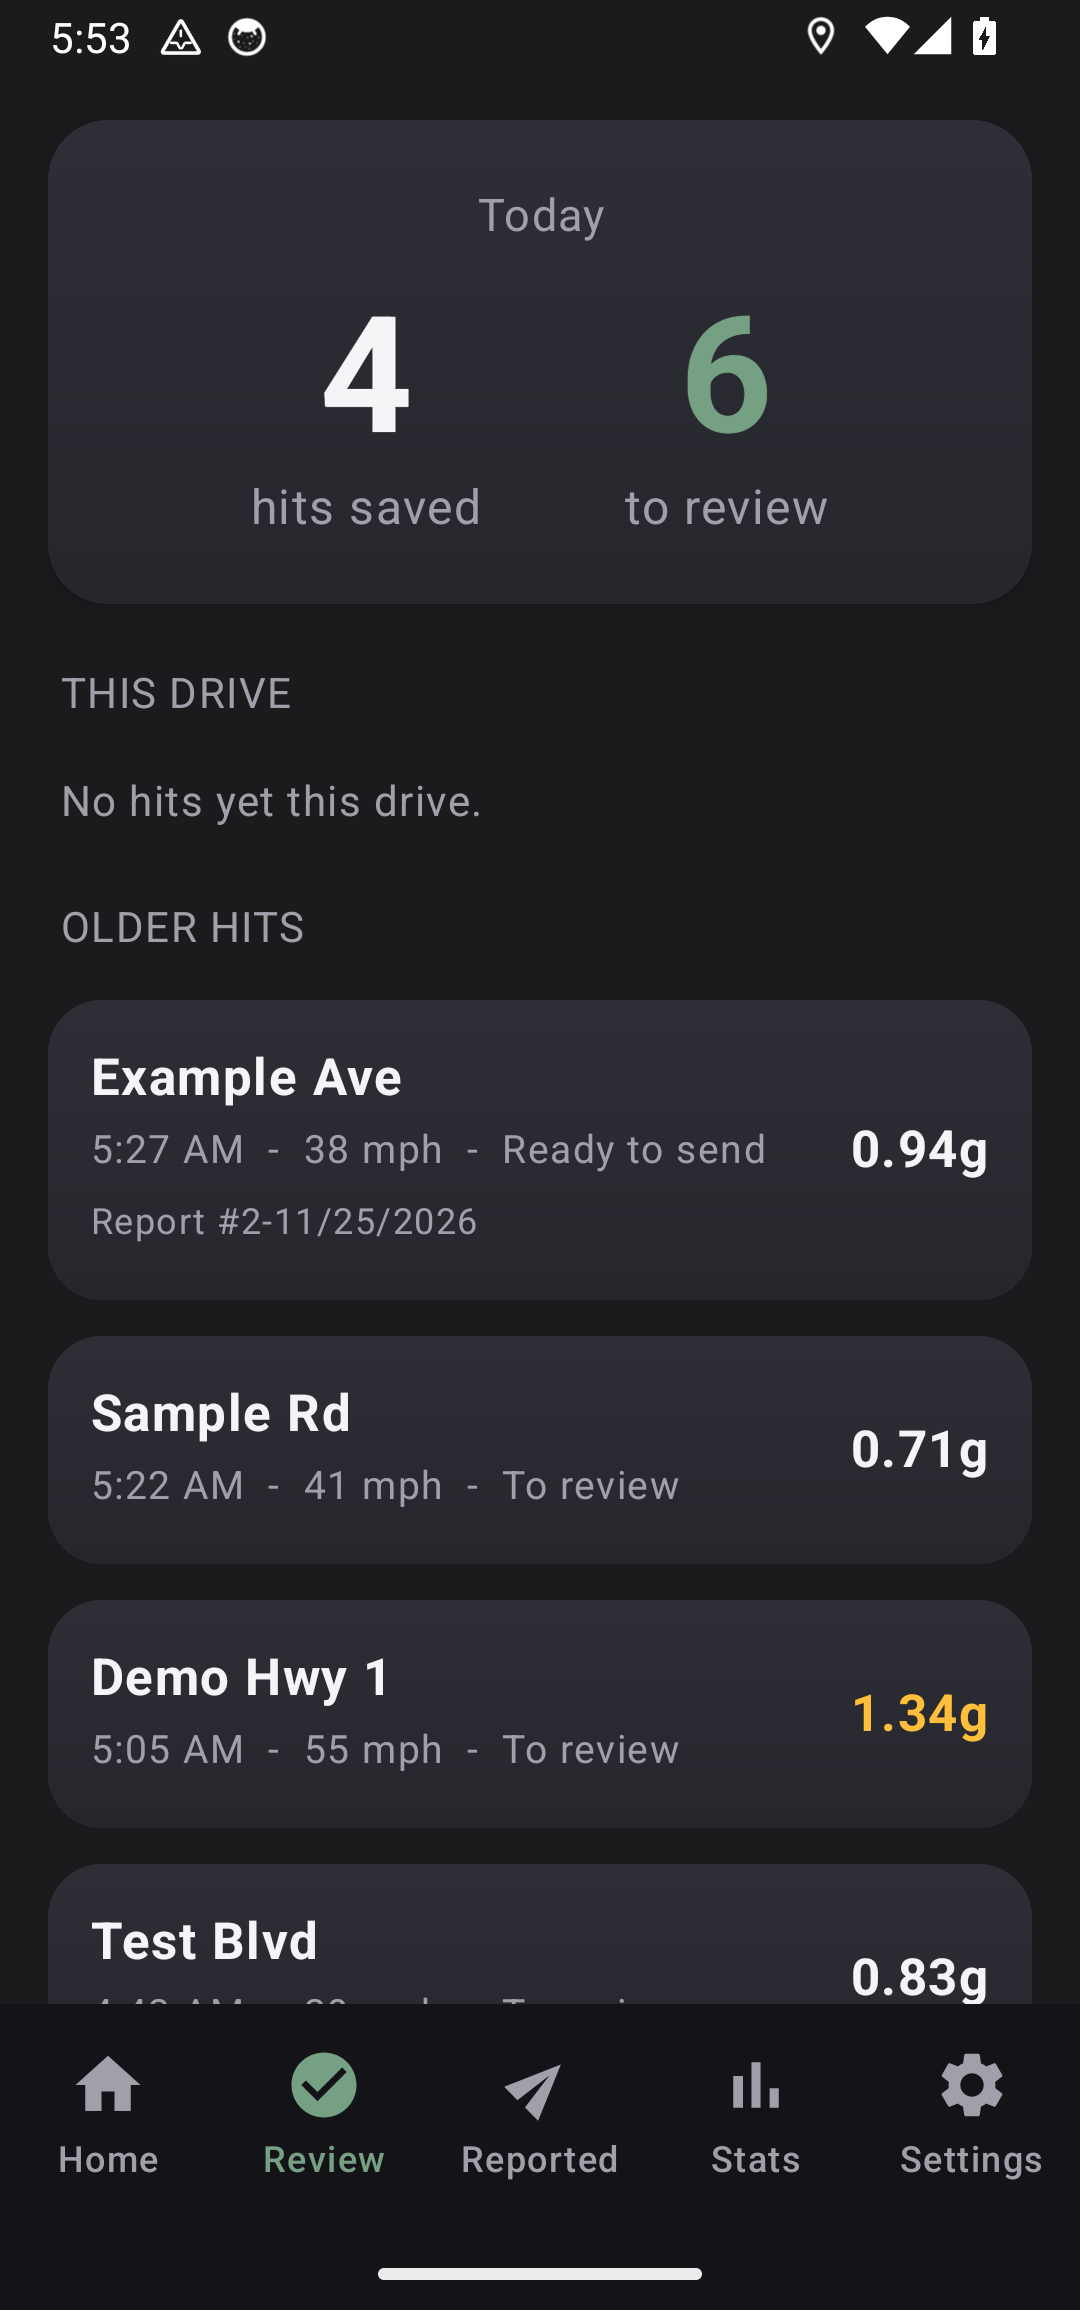 5:53
Today
4 6
hits saved to review
THIS DRIVE
No hits yet this drive.
OLDER HITS
Example Ave
5:27 AM - 38 mph - Ready to send 0.94g
Report #2-11/25/2026
Sample Rd
5:22 AM - 41 mph - To review 0.71g
Demo Hwy 1
5:05 AM - 55 mph - To review 1.34g
Test Blvd
0.83g
Home Review Reported Stats Settings